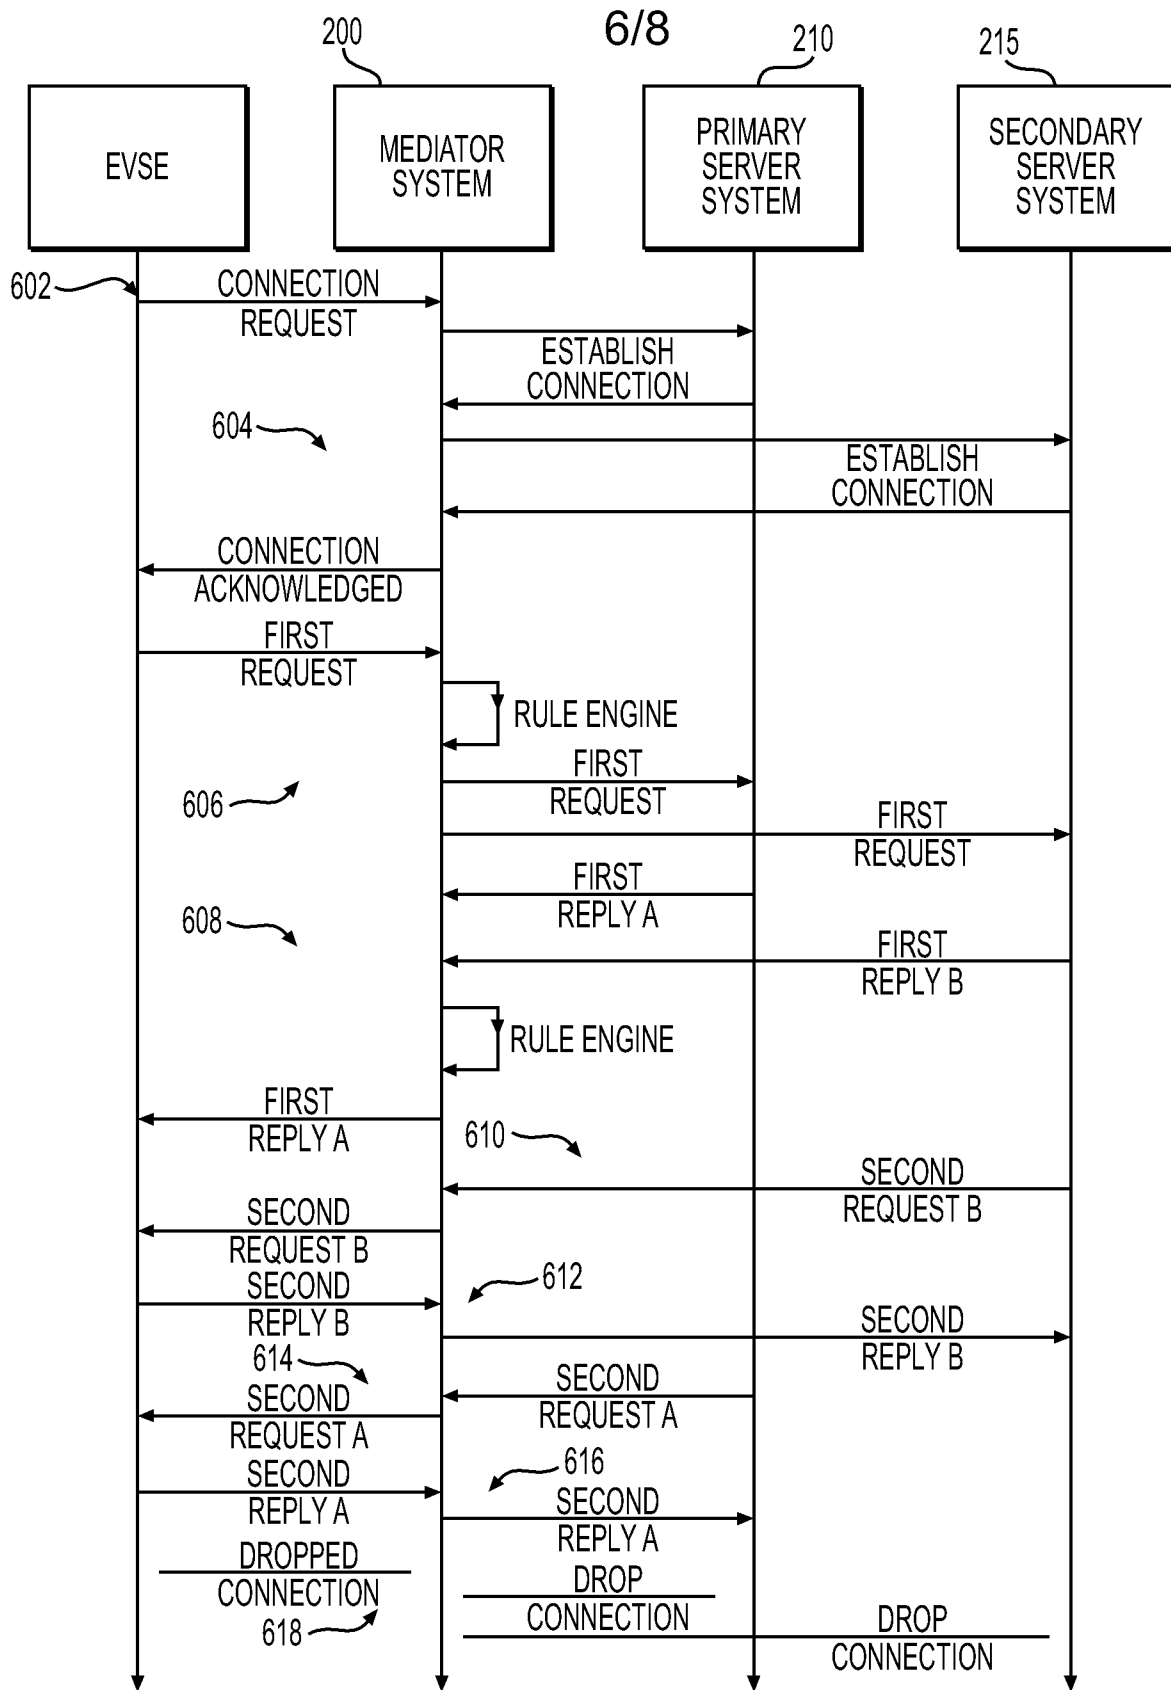 6/8
200
210
215
EVSE
MEDIATOR
SYSTEM
PRIMARY
SERVER
SYSTEM
SECONDARY
SERVER
SYSTEM
602
CONNECTION
REQUEST
ESTABLISH
CONNECTION
604
ESTABLISH
CONNECTION
CONNECTION
ACKNOWLEDGED
FIRST
REQUEST
RULE ENGINE
606
FIRST
REQUEST
FIRST
REQUEST
FIRST
REPLY A
608
FIRST
REPLY B
RULE ENGINE
FIRST
REPLY A
610
SECOND
REQUEST B
SECOND
REQUEST B
SECOND
REPLY B
612
SECOND
REPLY B
614
SECOND
REQUEST A
SECOND
REQUEST A
SECOND
REPLY A
616
SECOND
REPLY A
DROPPED
CONNECTION
618
DROP
CONNECTION
DROP
CONNECTION